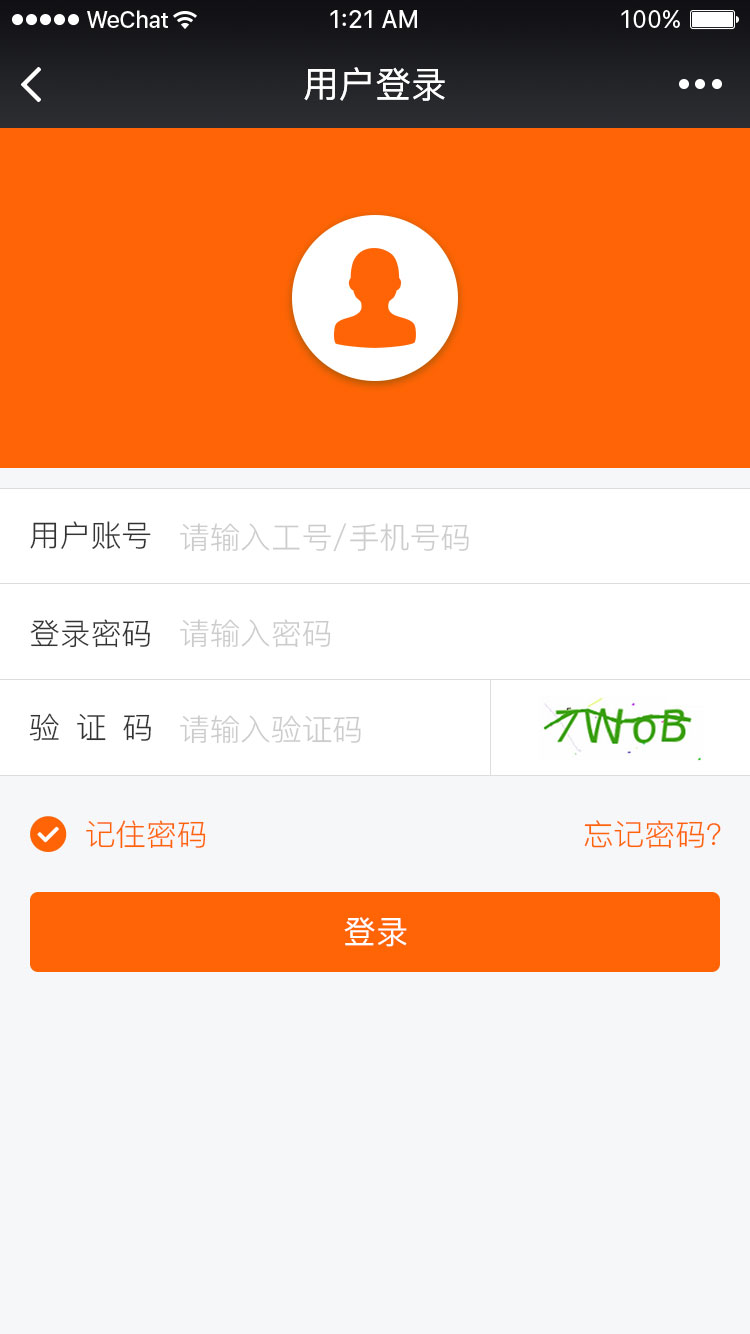 WeChat 1:21 AM 100%
用户登录
用户账号 请输入工号/手机号码
登录密码 请输入密码
验证码 请输入验证码 7WoB
记住密码 忘记密码?
登录